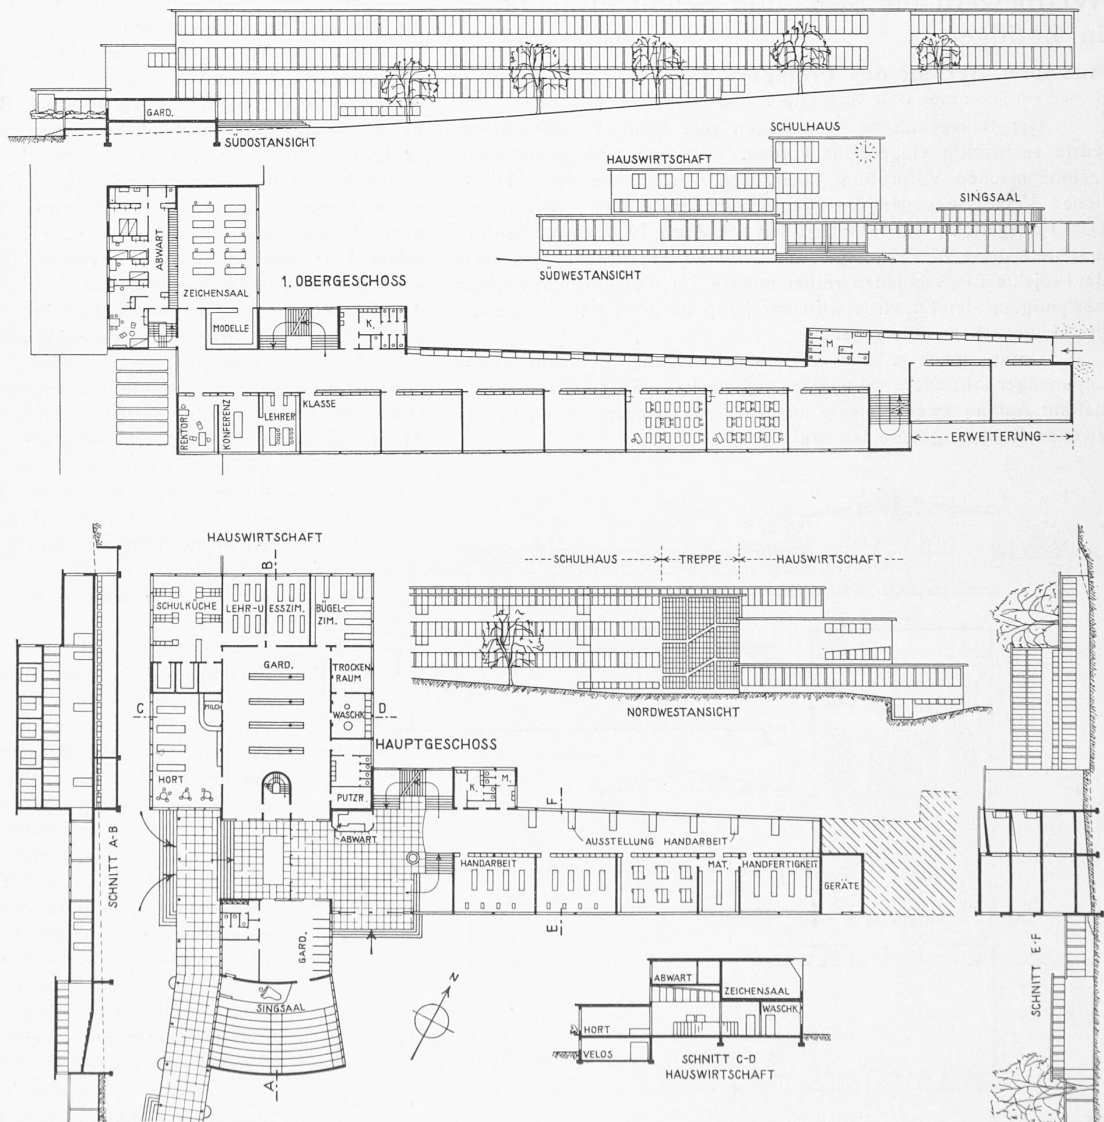 GARD.
SÜDOSTANSICHT
SCHULHAUS
HAUSWIRTSCHAFT
SINGSAAL
SÜDWESTANSICHT
ABWART
ZEICHENSAAL
1. OBERGESCHOSS
MODELLE
K.
M.
REKTOR
KONFERENZ
LEHRER
KLASSE
ERWEITERUNG
HAUSWIRTSCHAFT
B
SCHULKÜCHE
LEHR-U
ESSZIM.
BÜGEL-
ZIM.
GARD.
TROCKEN
RAUM
MILCH
WASCHK.
C
D
HAUPTGESCHOSS
HORT
PUTZR.
ABWART
K.
M.
F
AUSSTELLUNG HANDARBEIT
HANDARBEIT
MAT.
HANDFERTIGKEIT
GERÄTE
E
GARD.
SINGSAAL
A
N
SCHNITT A-B
SCHULHAUS
TREPPE
HAUSWIRTSCHAFT
NORDWESTANSICHT
SCHNITT E-F
ABWART
ZEICHENSAAL
WASCHK.
HORT
VELOS
SCHNITT C-D
HAUSWIRTSCHAFT